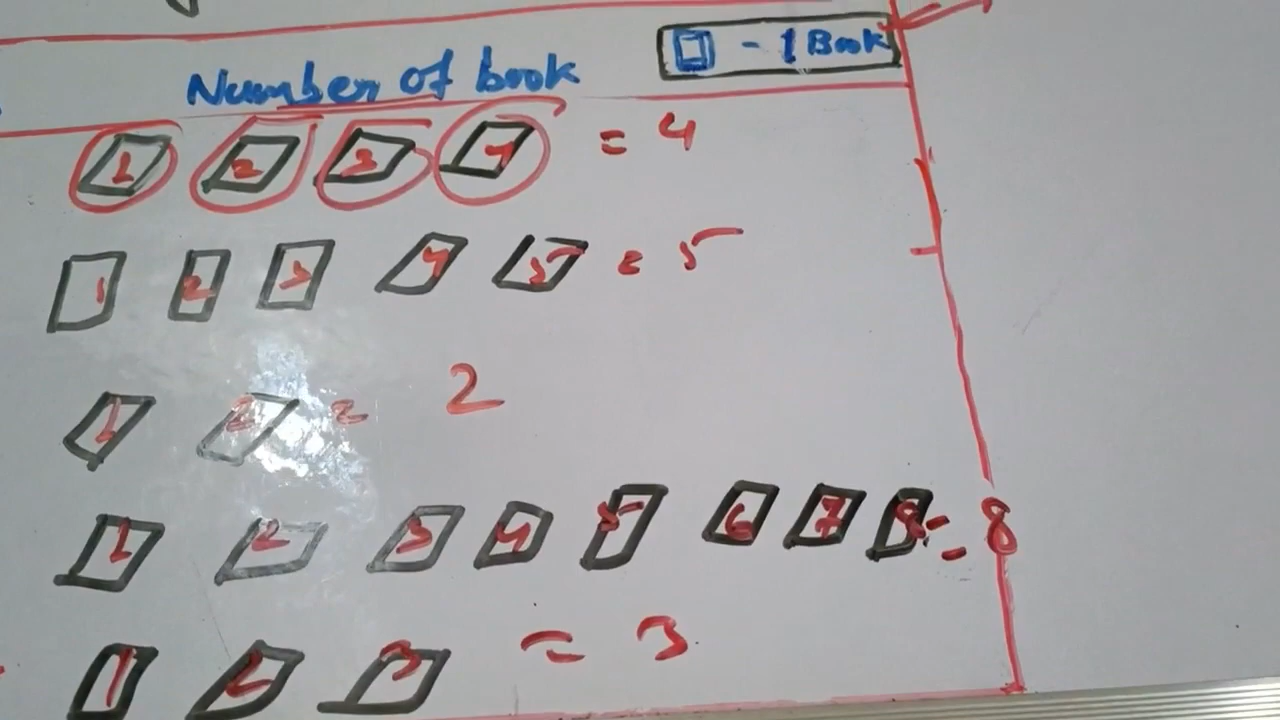 - 1 Book
Number of book
1 2 3 4 = 4
1 2 3 4 5 = 5
1 2 = 2
1 2 3 4 5 6 7 8 = 8
1 2 3 = 3